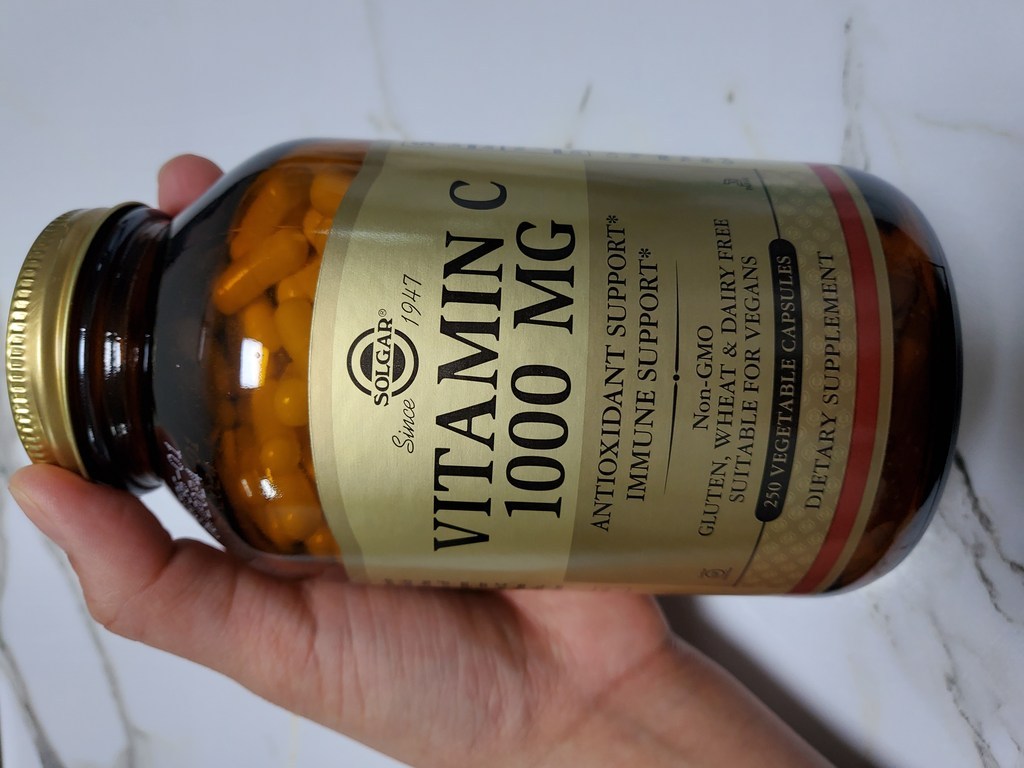 SOLGAR®
Since 1947
VITAMIN C
1000 MG
ANTIOXIDANT SUPPORT*
IMMUNE SUPPORT*
Non-GMO
GLUTEN, WHEAT & DAIRY FREE
SUITABLE FOR VEGANS
250 VEGETABLE CAPSULES
DIETARY SUPPLEMENT